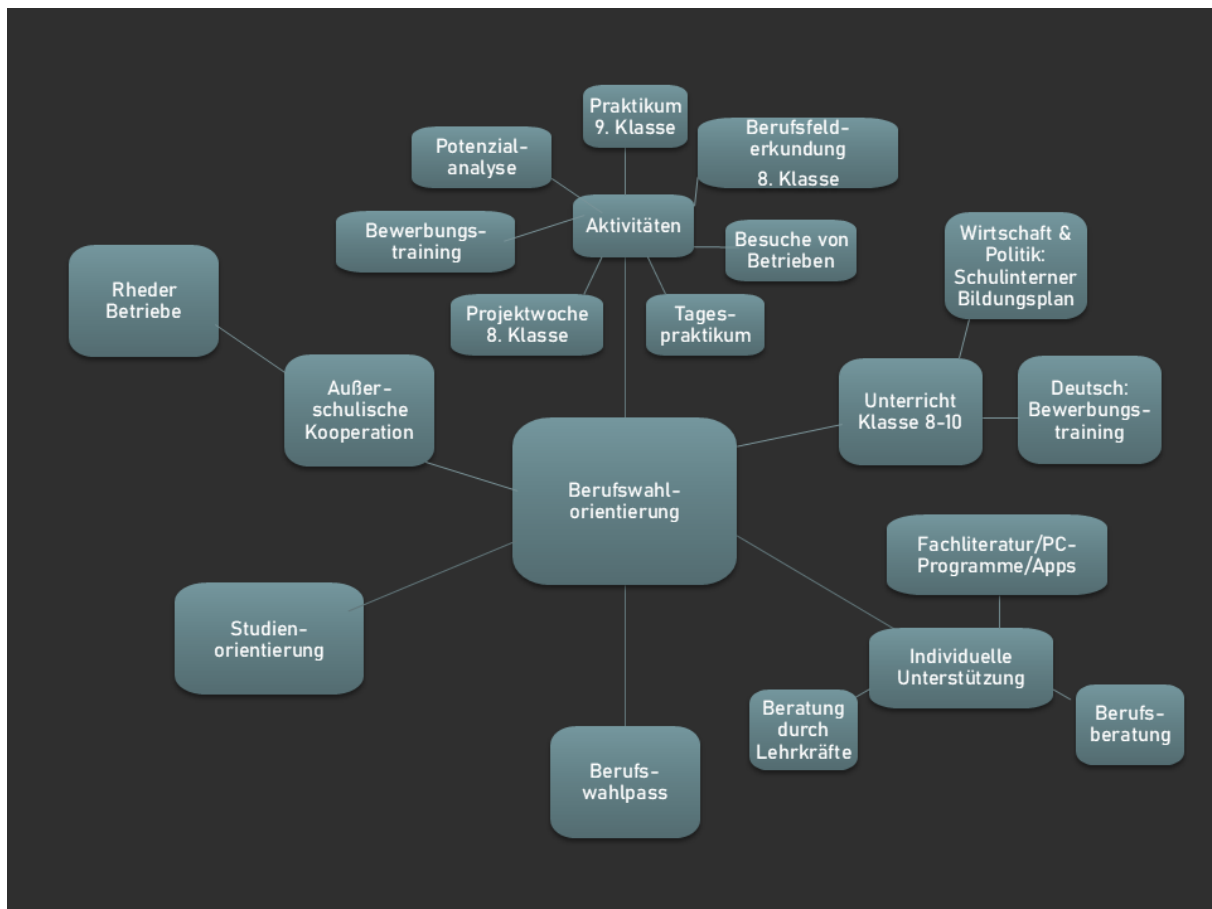 Praktikum
9. Klasse
Berufsfeld-
erkundung
8. Klasse
Potenzial-
analyse
Aktivitäten
Bewerbungs-
training
Besuche von
Betrieben
Projektwoche
8. Klasse
Tages-
praktikum
Wirtschaft &
Politik:
Schulinterner
Bildungsplan
Rheder
Betriebe
Außer-
schulische
Kooperation
Unterricht
Klasse 8-10
Deutsch:
Bewerbungs-
training
Berufswahl-
orientierung
Fachliteratur/PC-
Programme/Apps
Studien-
orientierung
Individuelle
Unterstützung
Beratung
durch
Lehrkräfte
Berufs-
beratung
Berufs-
wahlpass